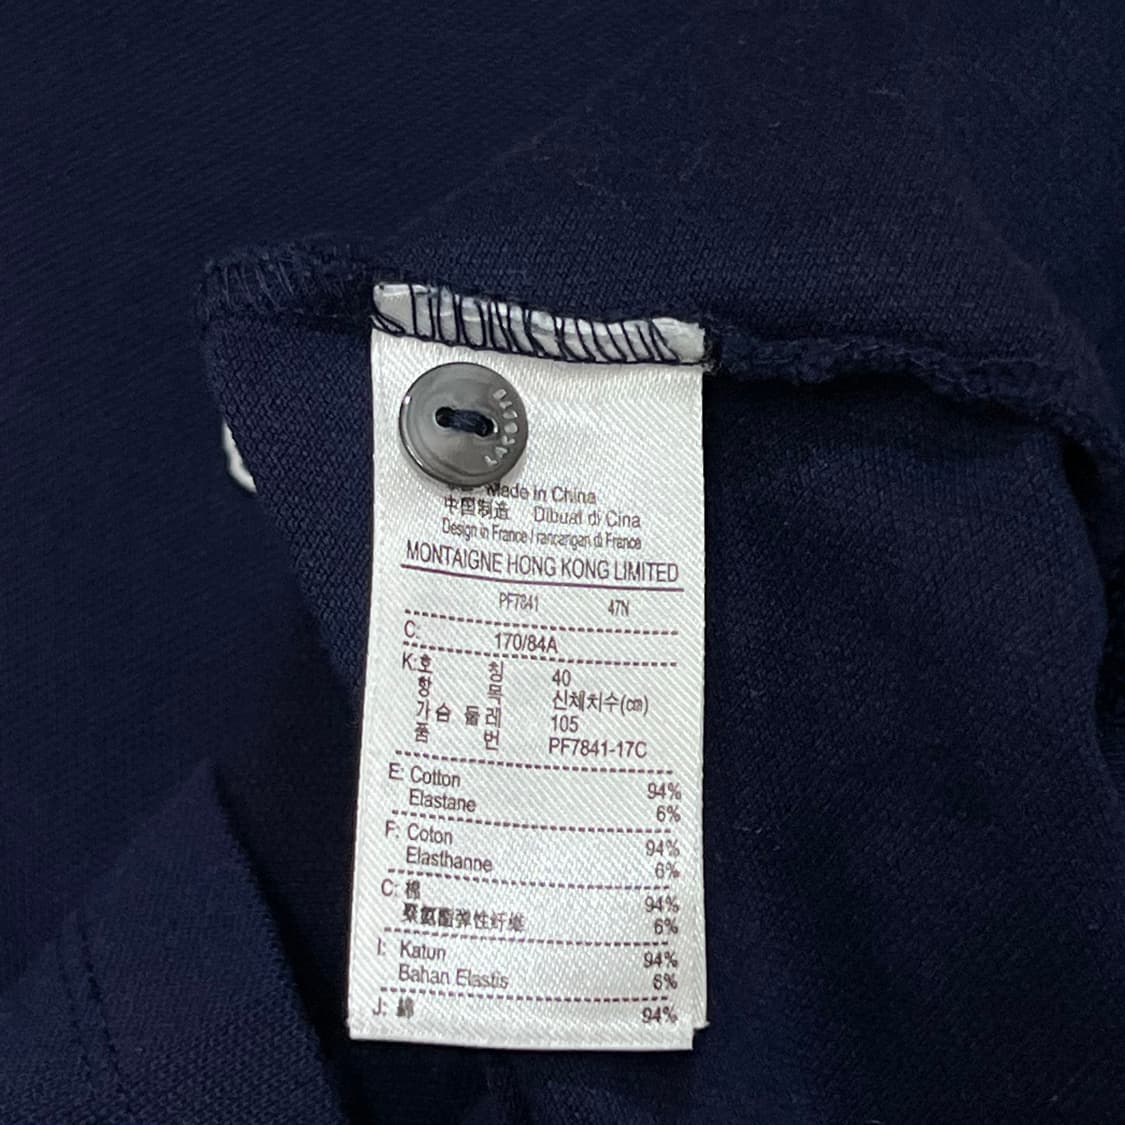 LACOSTE
Made in China
中国制造 Dibuat di Cina
Design in France / rancangan di France
MONTAIGNE HONG KONG LIMITED
PF7841 47N
C: 170/84A
K:호 칭 40
항 목 신체치수(cm)
가슴 둘레 105
품 번 PF7841-17C
E: Cotton 94%
Elastane 6%
F: Coton 94%
Elasthanne 6%
C: 棉 94%
聚氨酯弹性纤维 6%
I: Katun 94%
Bahan Elastis 6%
J: 綿 94%